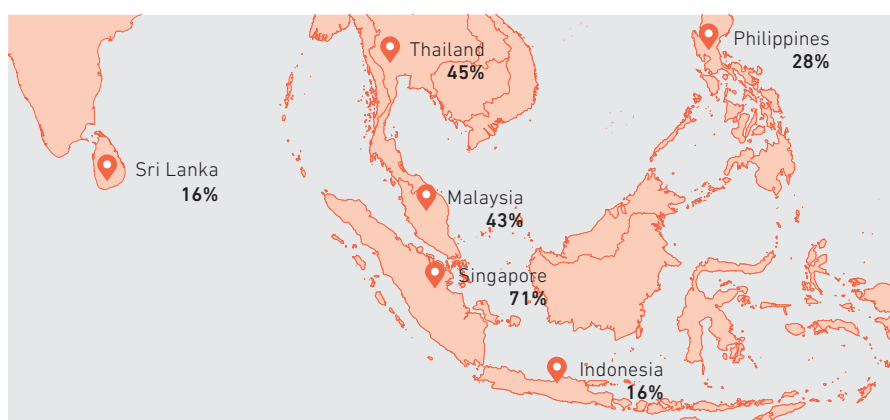 Thailand
45%
Philippines
28%
Sri Lanka
16%
Malaysia
43%
Singapore
71%
Indonesia
16%